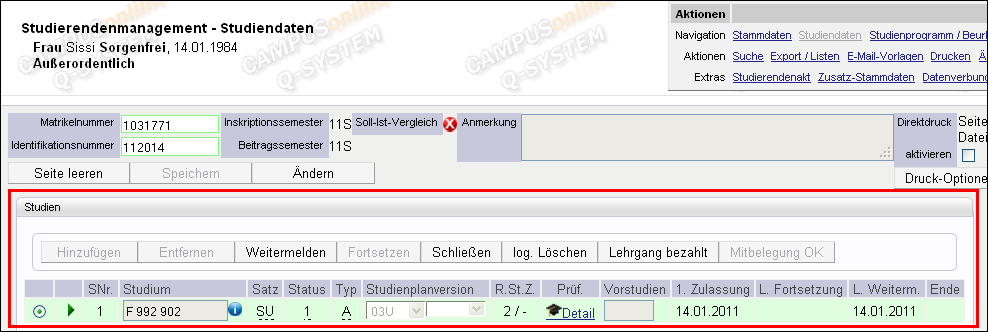 Studierendenmanagement - Studiendaten
Frau Sissi Sorgenfrei, 14.01.1984
Außerordentlich
CAMPUSonline
Q-SYSTEM
CAMPUSonline
Q-SYSTEM
Aktionen
Navigation Stammdaten Studiendaten Studienprogramm / Beurl
Aktionen Suche Export / Listen E-Mail-Vorlagen Drucken
Extras Studierendenakt Zusatz-Stammdaten Datenverbund
Matrikelnummer 1031771 Inskriptionssemester 11S Soll-Ist-Vergleich Anmerkung Direktdruck Seite
Datei
Identifikationsnummer 112014 Beitragssemester 11S aktivieren
Seite leeren Speichern Ändern Druck-Optione
Studien
Hinzufügen Entfernen Weitermelden Fortsetzen Schließen log. Löschen Lehrgang bezahlt Mitbelegung OK
SNr. Studium Satz Status Typ Studienplanversion R.St.Z. Prüf. Vorstudien 1. Zulassung L. Fortsetzung L. Weiterm. Ende
1 F 992 902 SU 1 A 03U 2 / - Detail 14.01.2011 14.01.2011